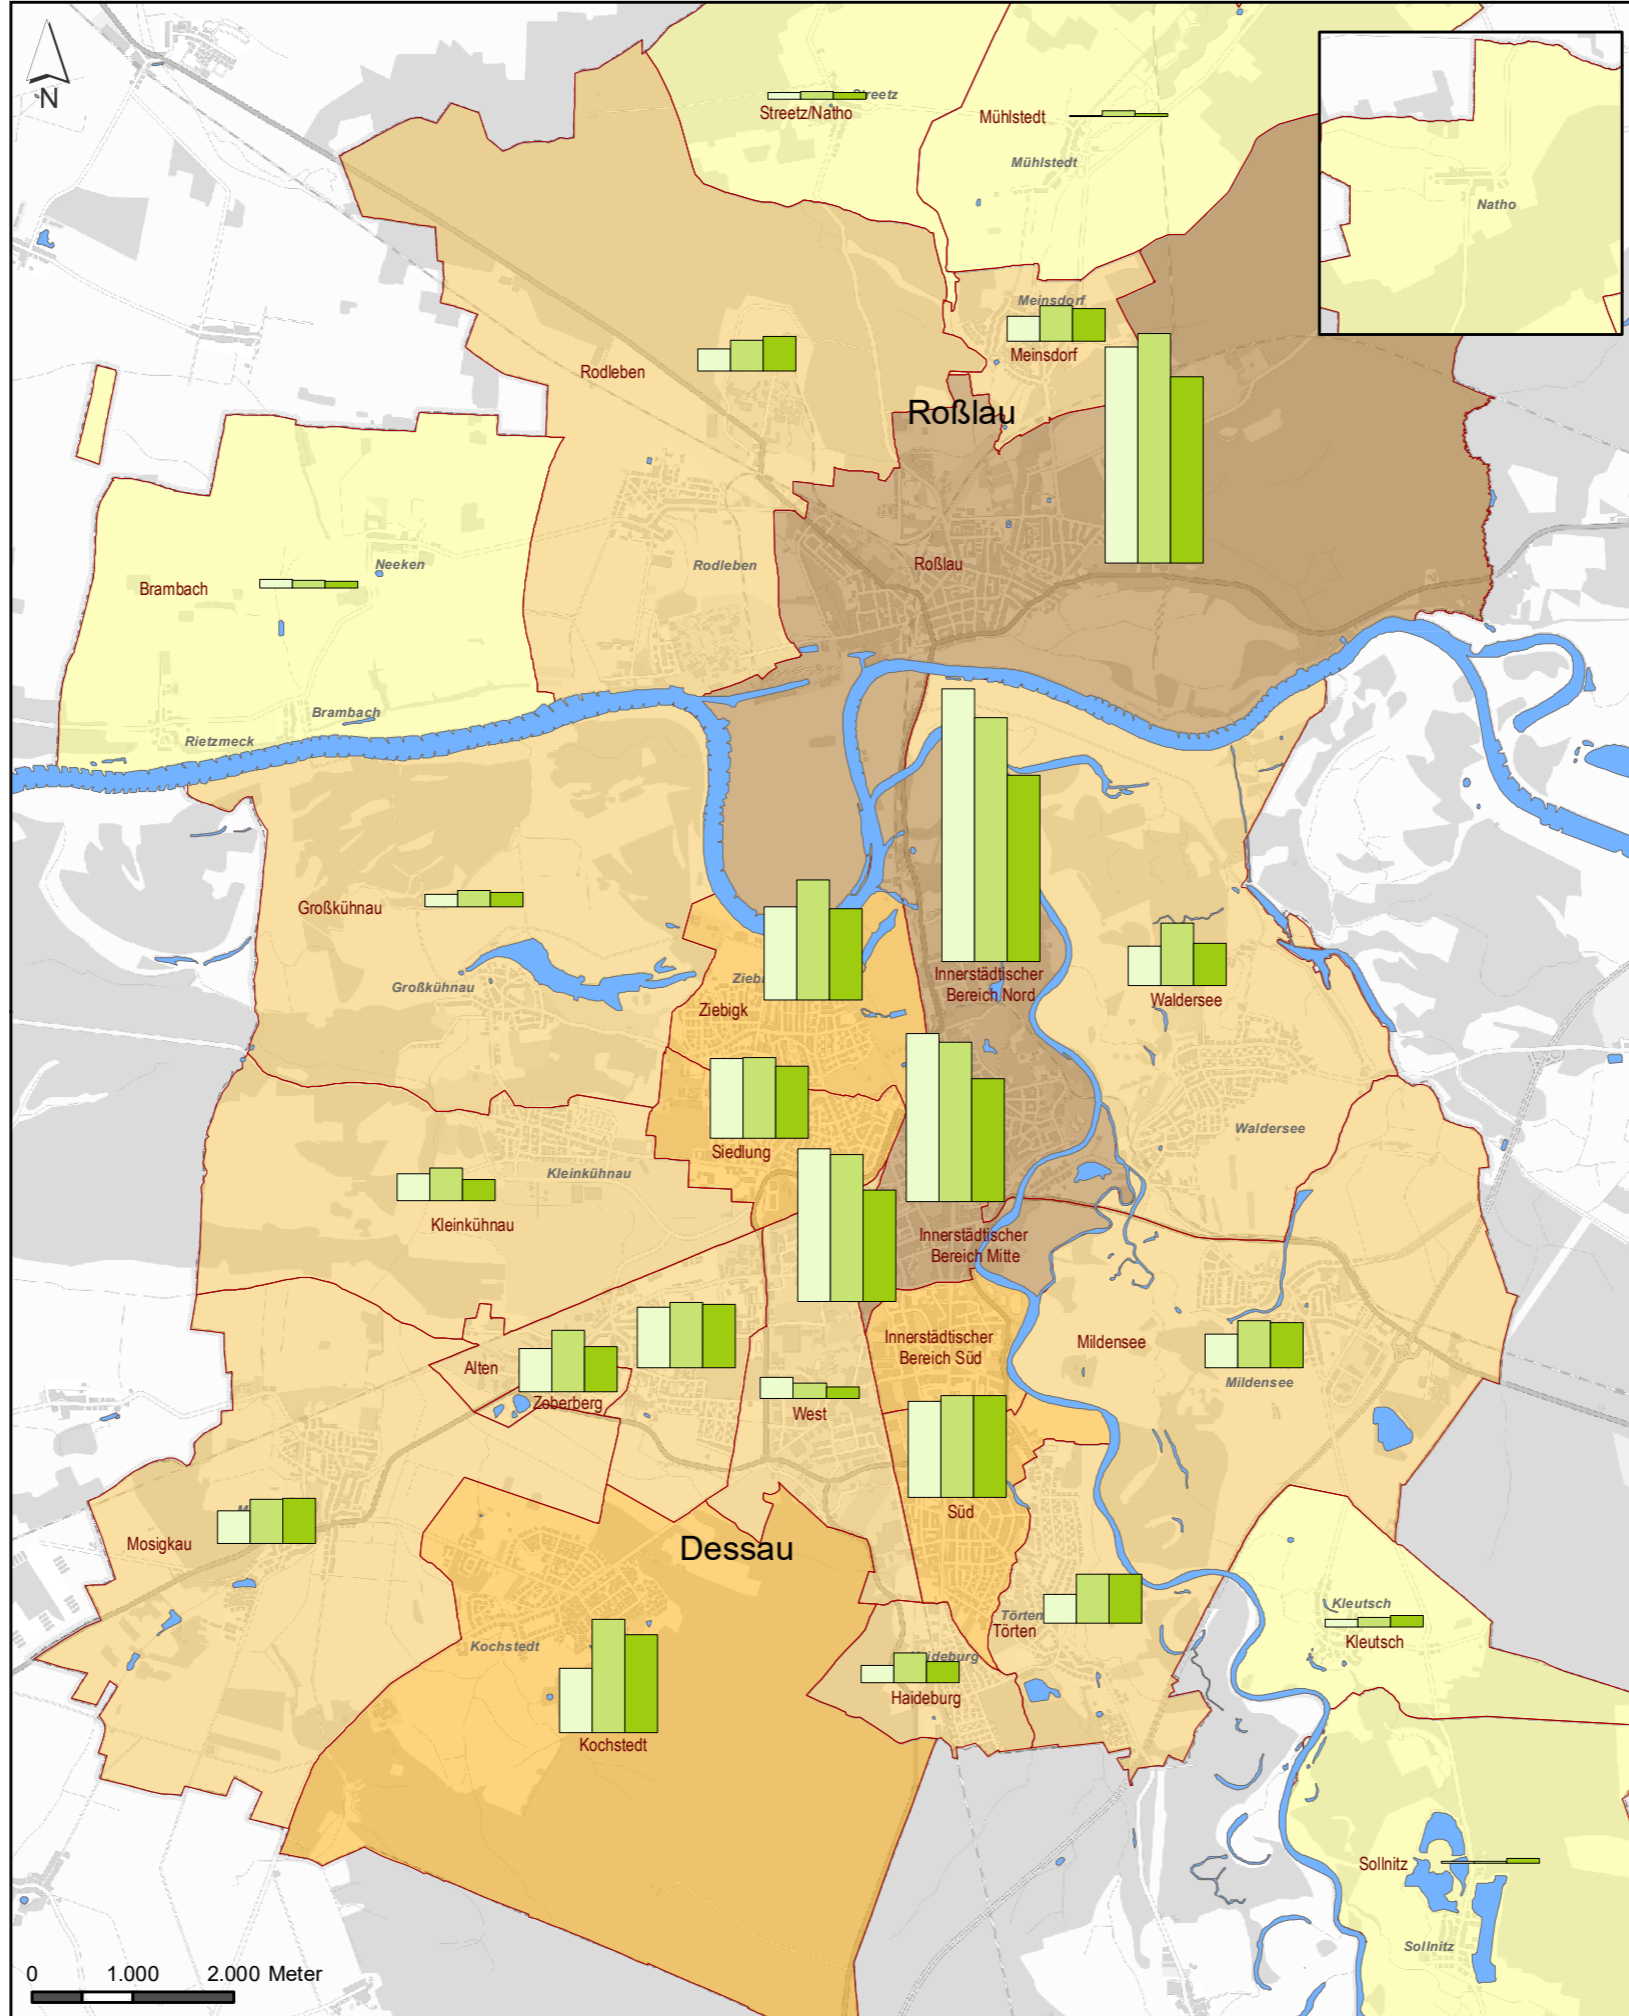 N
Streetz
Streetz/Natho
Mühlstedt
Mühlstedt
Natho
Meinsdorf
Meinsdorf
Rodleben
Roßlau
Neeken
Brambach
Rodleben
Roßlau
Brambach
Rietzmeck
Großkühnau
Großkühnau
Ziebigk
Innerstädtischer
Bereich Nord
Waldersee
Siedlung
Waldersee
Kleinkühnau
Kleinkühnau
Innerstädtischer
Bereich Mitte
Innerstädtischer
Bereich Süd
Mildensee
Mildensee
Alten
Zoberberg
West
Süd
Mosigkau
Dessau
Kochstedt
Kochstedt
Törten
Törten
Haideburg
Kleutsch
Kleutsch
Sollnitz
Sollnitz
0 1.000 2.000 Meter